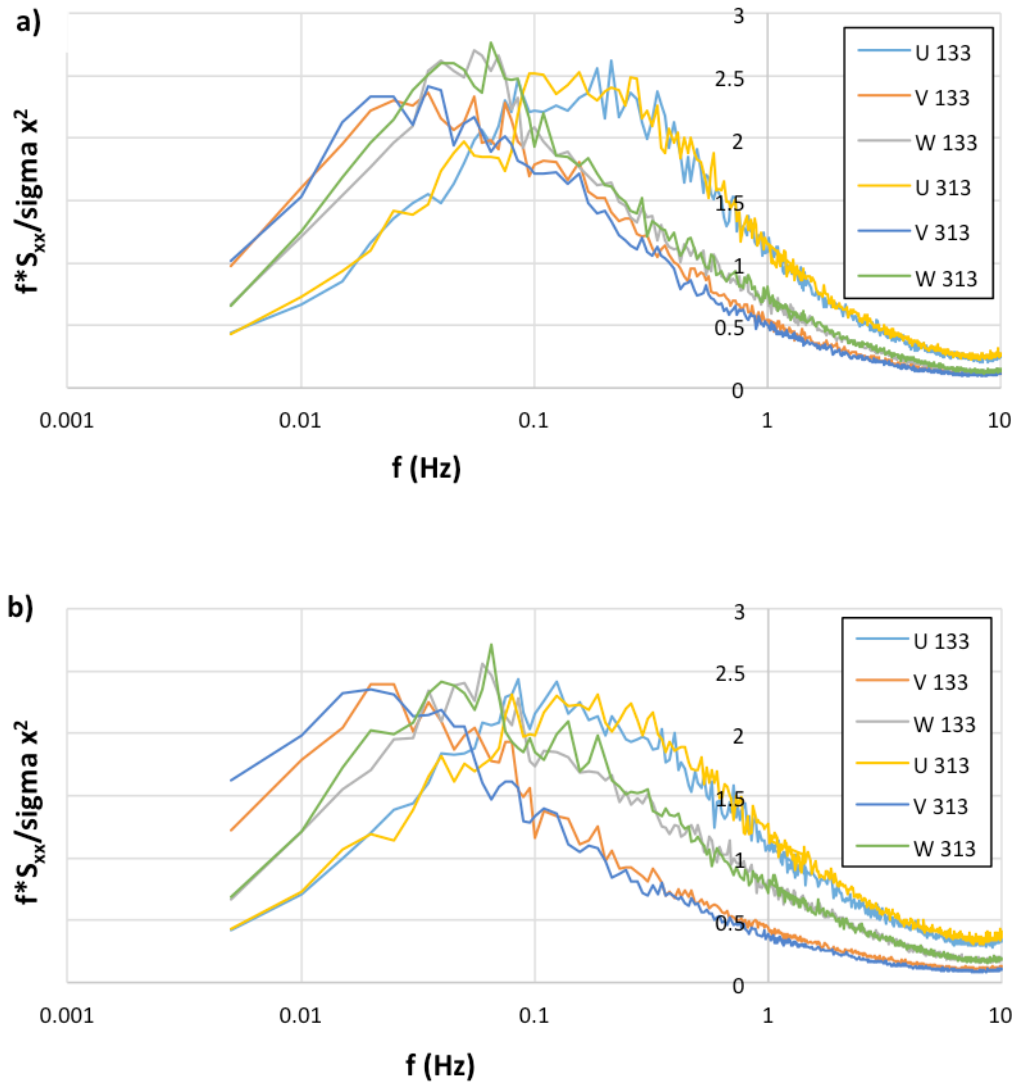 a)
f*Sxx/sigma x²
3
2.5
2
1.5
1
0.5
0
0.001
0.01
0.1
1
10
f (Hz)
U 133
V 133
W 133
U 313
V 313
W 313
b)
f*Sxx/sigma x²
3
2.5
2
1.5
1
0.5
0
0.001
0.01
0.1
1
10
f (Hz)
U 133
V 133
W 133
U 313
V 313
W 313